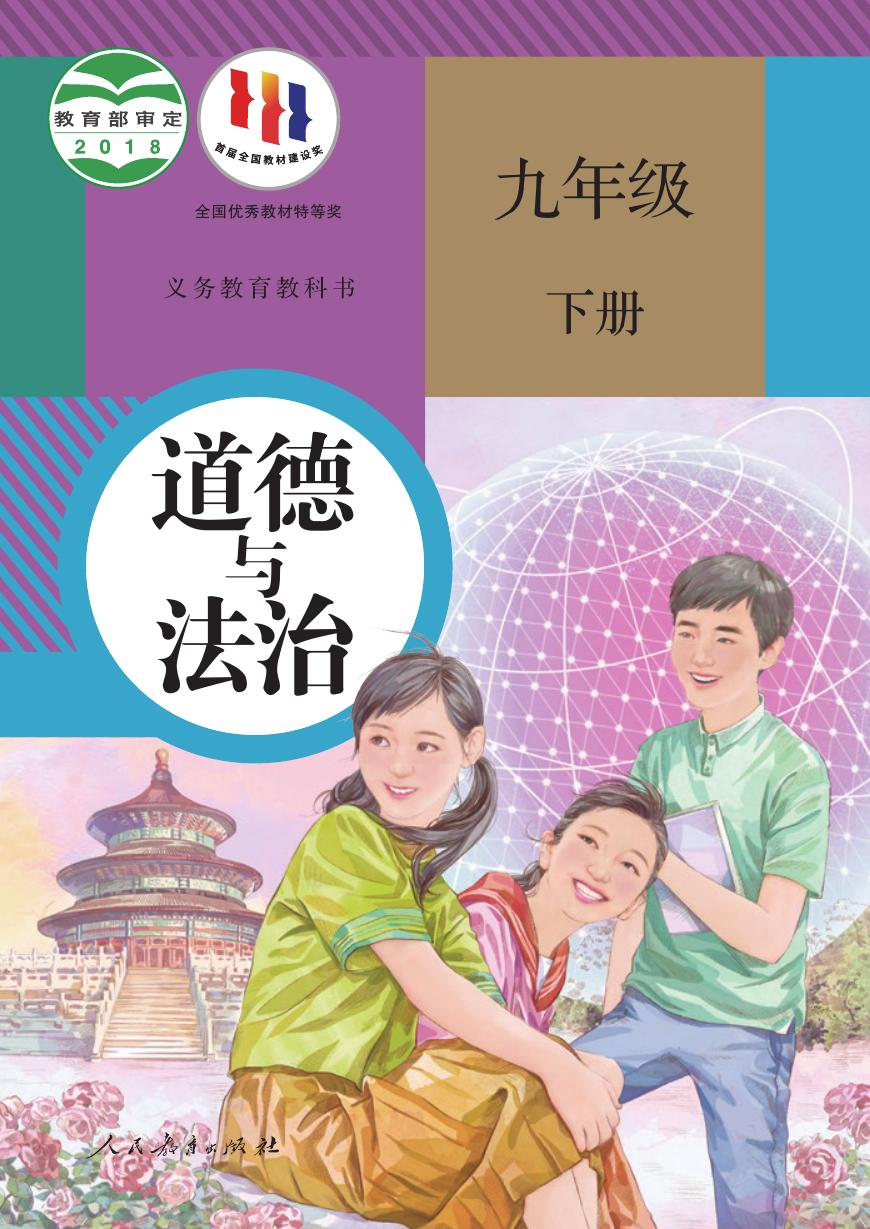 教育部审定
2018
首届全国教材建设奖
全国优秀教材特等奖
义务教育教科书
九年级
下册
道德
与
法治
人民教育出版社